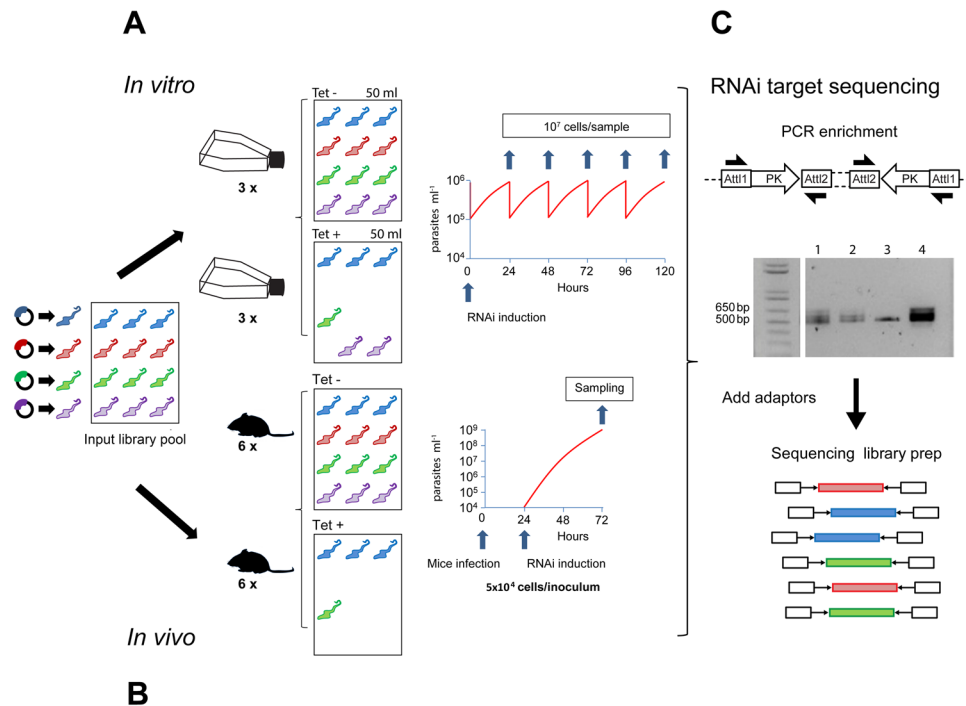 A
C
In vitro
RNAi target sequencing
Tet - 50 ml
10⁷ cells/sample
PCR enrichment
3 x
AttI1 PK AttI2 AttI2 PK AttI1
parasites ml⁻¹
10⁶
10⁵
10⁴
0 24 48 72 96 120
Hours
RNAi induction
Tet + 50 ml
3 x
1 2 3 4
650 bp
500 bp
Input library pool
Tet -
6 x
Sampling
parasites ml⁻¹
10⁹
10⁸
10⁷
10⁶
10⁵
10⁴
0 24 48 72
Hours
Mice infection RNAi induction
5x10⁴ cells/inoculum
Add adaptors
Sequencing library prep
Tet +
6 x
In vivo
B